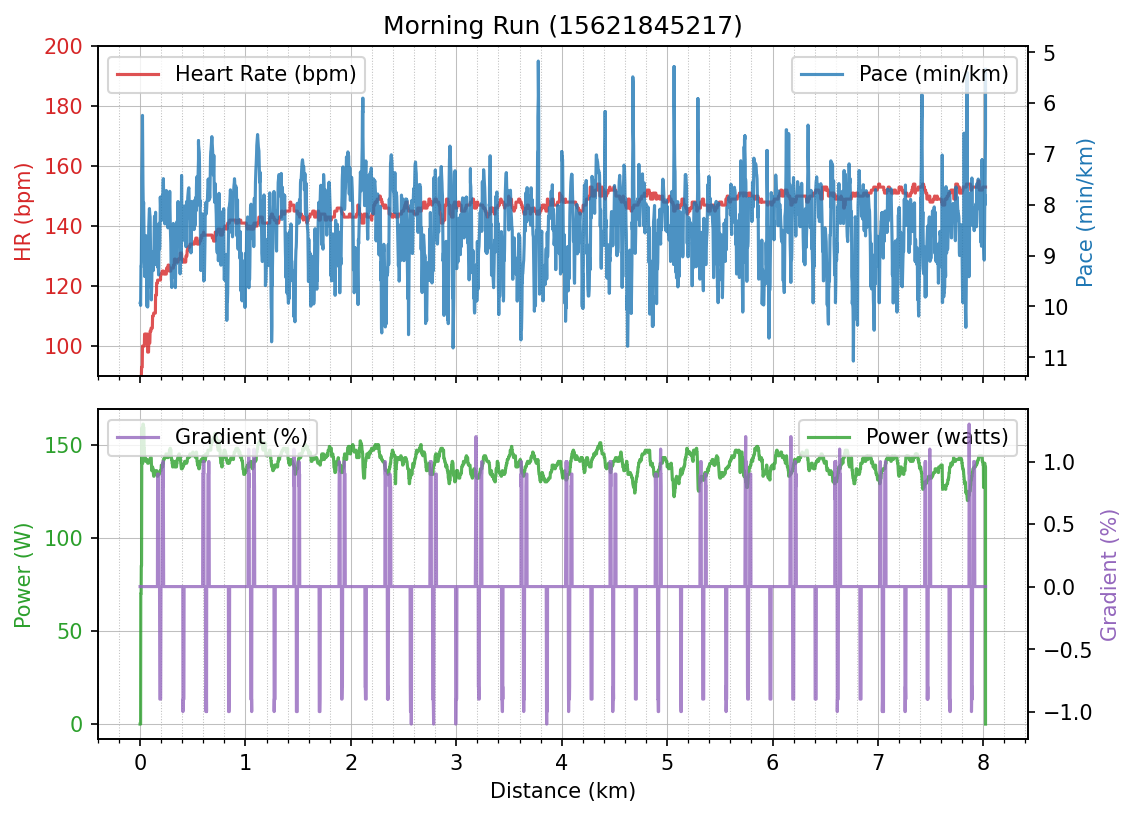 Morning Run (15621845217)
Heart Rate (bpm)
Pace (min/km)
200
180
160
140
120
100
HR (bpm)
5
6
7
8
9
10
11
Pace (min/km)
Gradient (%)
Power (watts)
150
100
50
0
Power (W)
1.0
0.5
0.0
−0.5
−1.0
Gradient (%)
0 1 2 3 4 5 6 7 8
Distance (km)